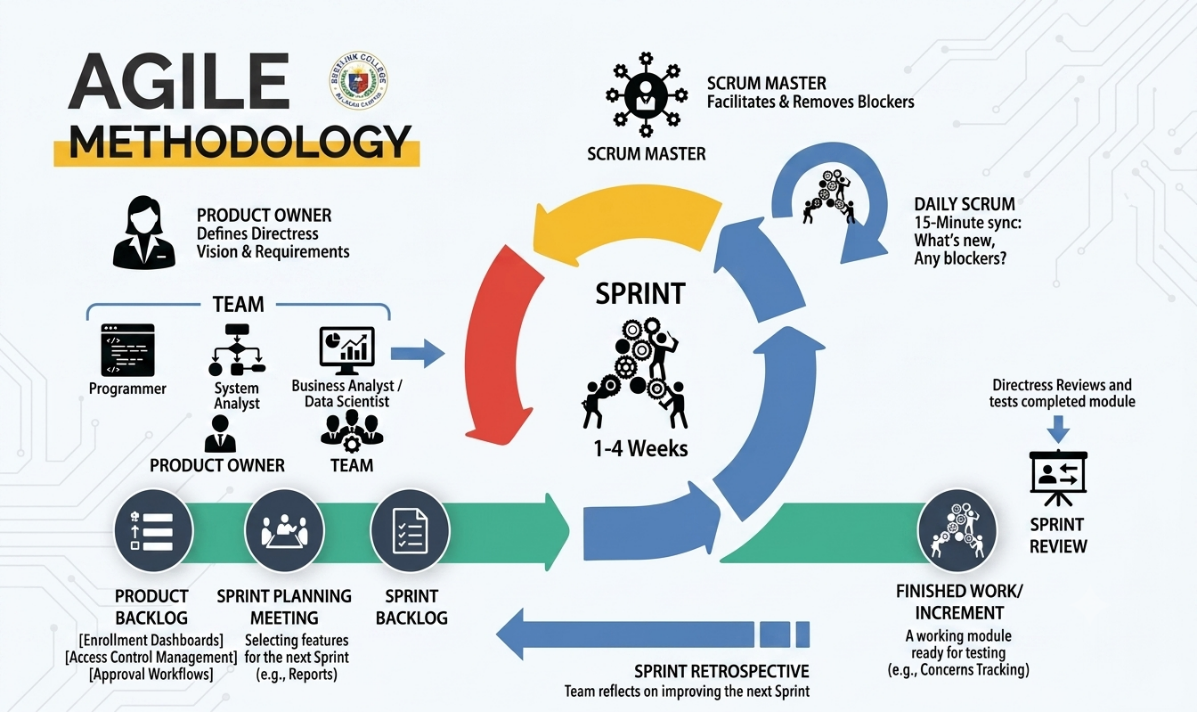 AGILE
METHODOLOGY
BESTLINK COLLEGE
BULACAN CAMPUS
SCRUM MASTER
Facilitates & Removes Blockers
SCRUM MASTER
PRODUCT OWNER
Defines Directress
Vision & Requirements
DAILY SCRUM
15-Minute sync:
What's new,
Any blockers?
TEAM
Programmer
System
Analyst
Business Analyst /
Data Scientist
PRODUCT OWNER
TEAM
SPRINT
1-4 Weeks
Directress Reviews and
tests completed module
SPRINT
REVIEW
PRODUCT
BACKLOG
[Enrollment Dashboards]
[Access Control Management]
[Approval Workflows]
SPRINT PLANNING
MEETING
Selecting features
for the next Sprint
(e.g., Reports)
SPRINT
BACKLOG
FINISHED WORK/
INCREMENT
A working module
ready for testing
(e.g., Concerns Tracking)
SPRINT RETROSPECTIVE
Team reflects on improving the next Sprint